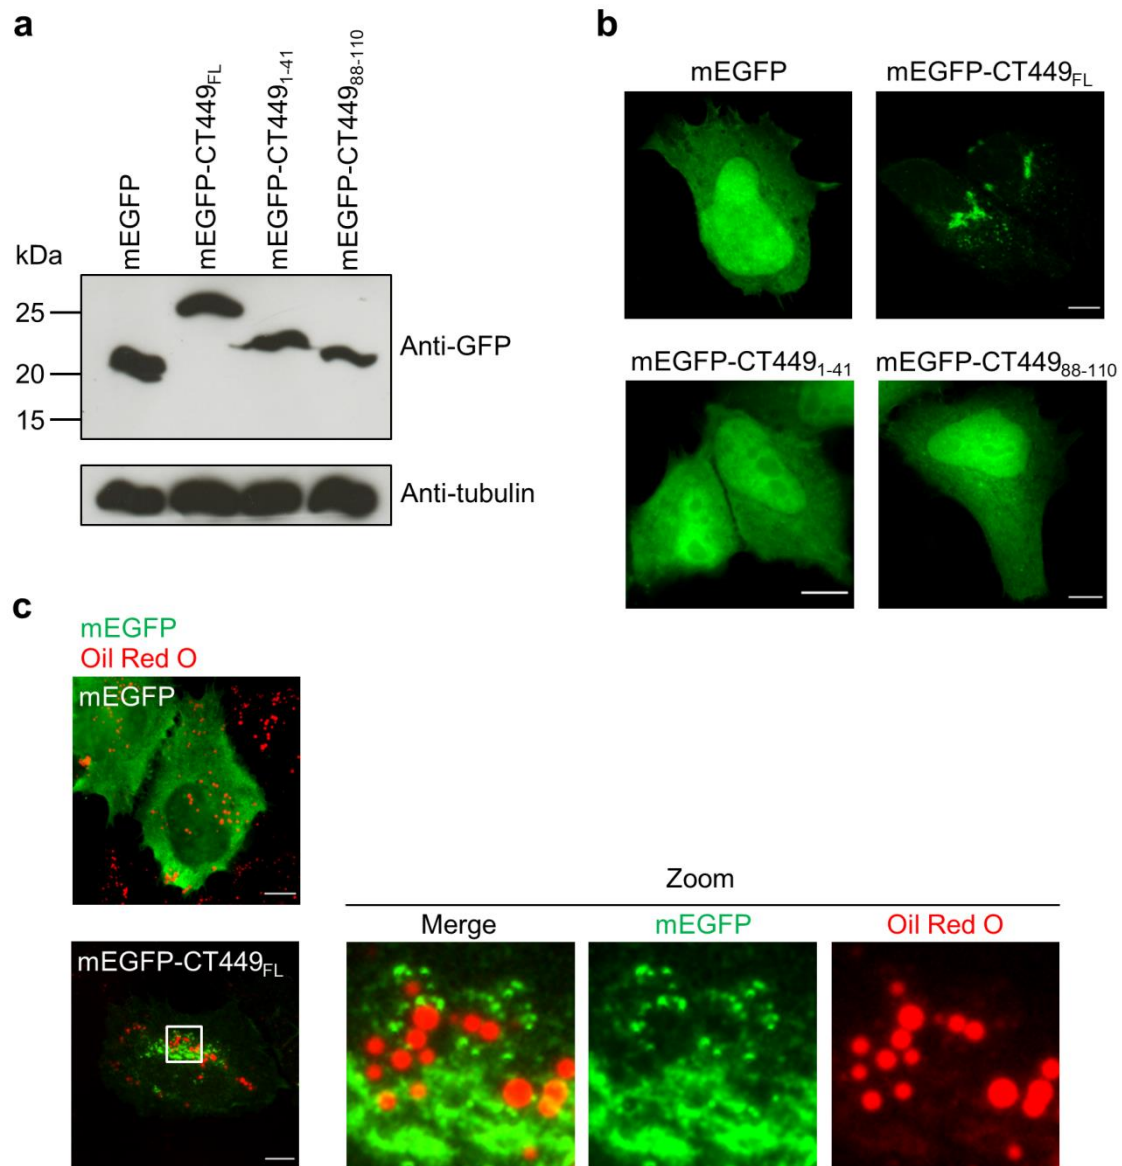 a
mEGFP
mEGFP-CT449FL
mEGFP-CT4491-41
mEGFP-CT44988-110
kDa
25
20
15
Anti-GFP
Anti-tubulin
b
mEGFP
mEGFP-CT449FL
mEGFP-CT4491-41
mEGFP-CT44988-110
c
mEGFP
Oil Red O
mEGFP
mEGFP-CT449FL
Zoom
Merge
mEGFP
Oil Red O